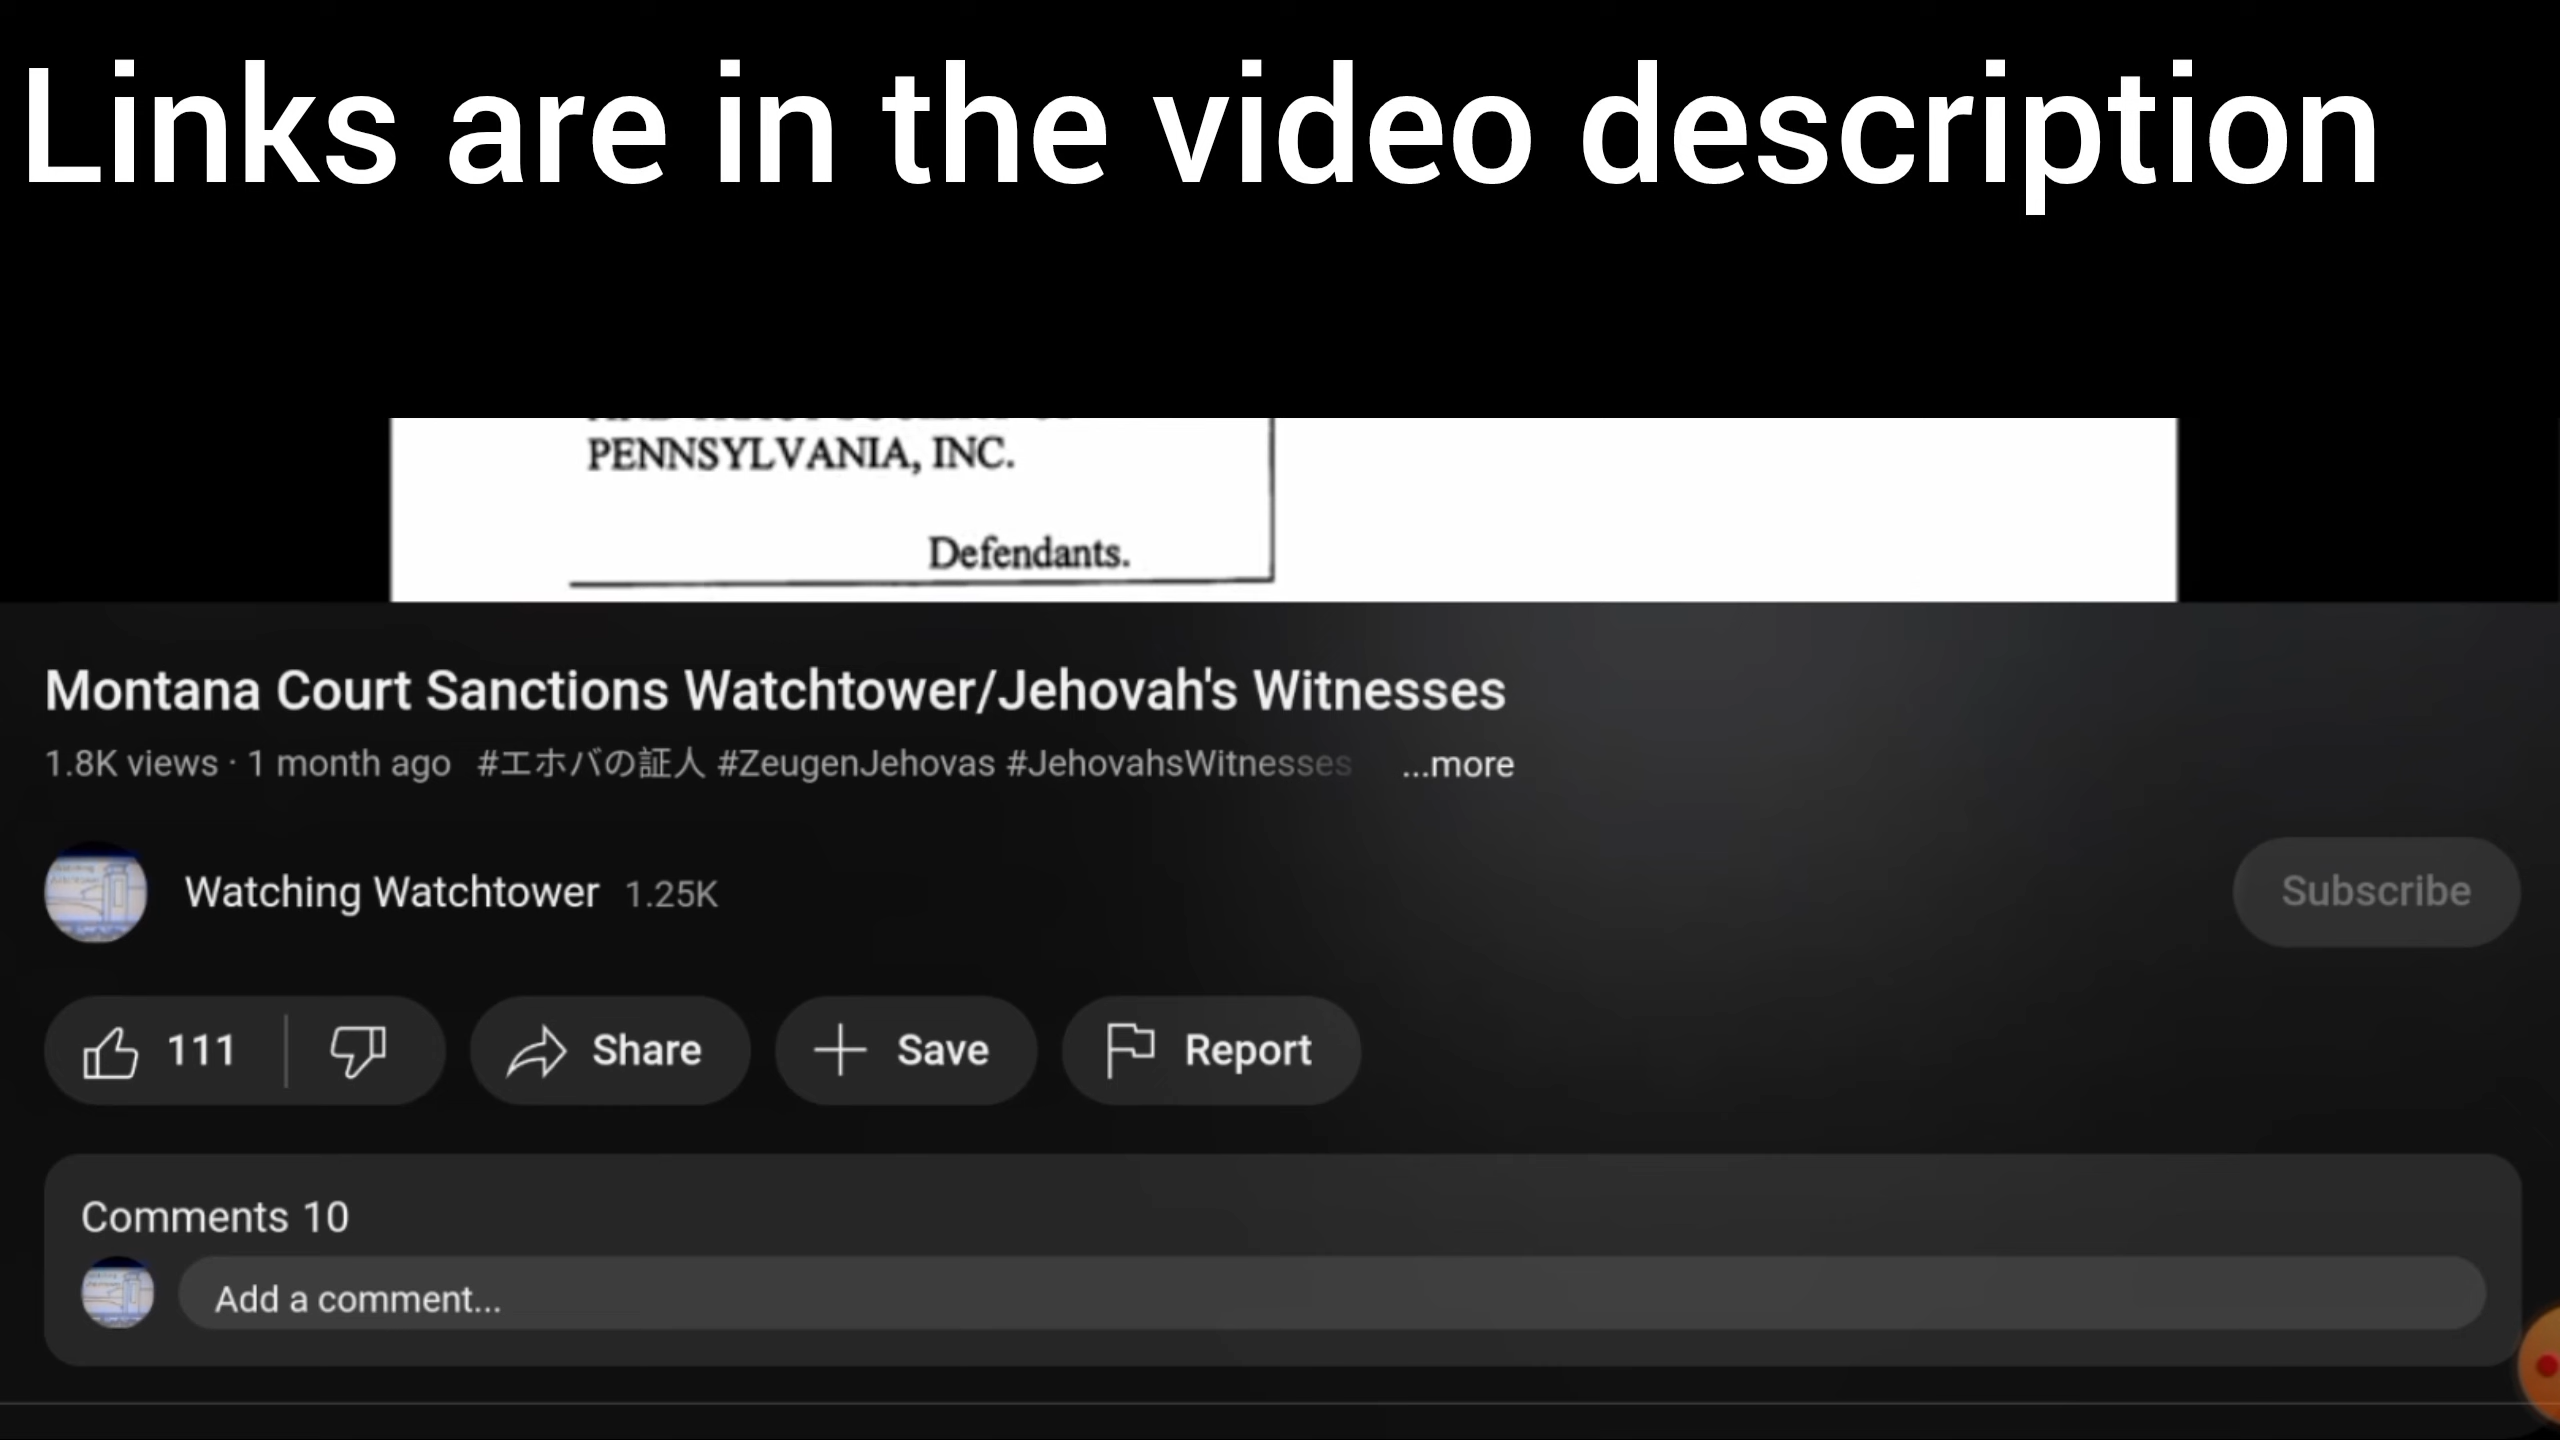 Links are in the video description
PENNSYLVANIA, INC.
Defendants.
Montana Court Sanctions Watchtower/Jehovah's Witnesses
1.8K views · 1 month ago #エホバの証人 #ZeugenJehovas #JehovahsWitnesses ...more
Watching Watchtower 1.25K
Subscribe
111
Share
Save
Report
Comments 10
Add a comment...